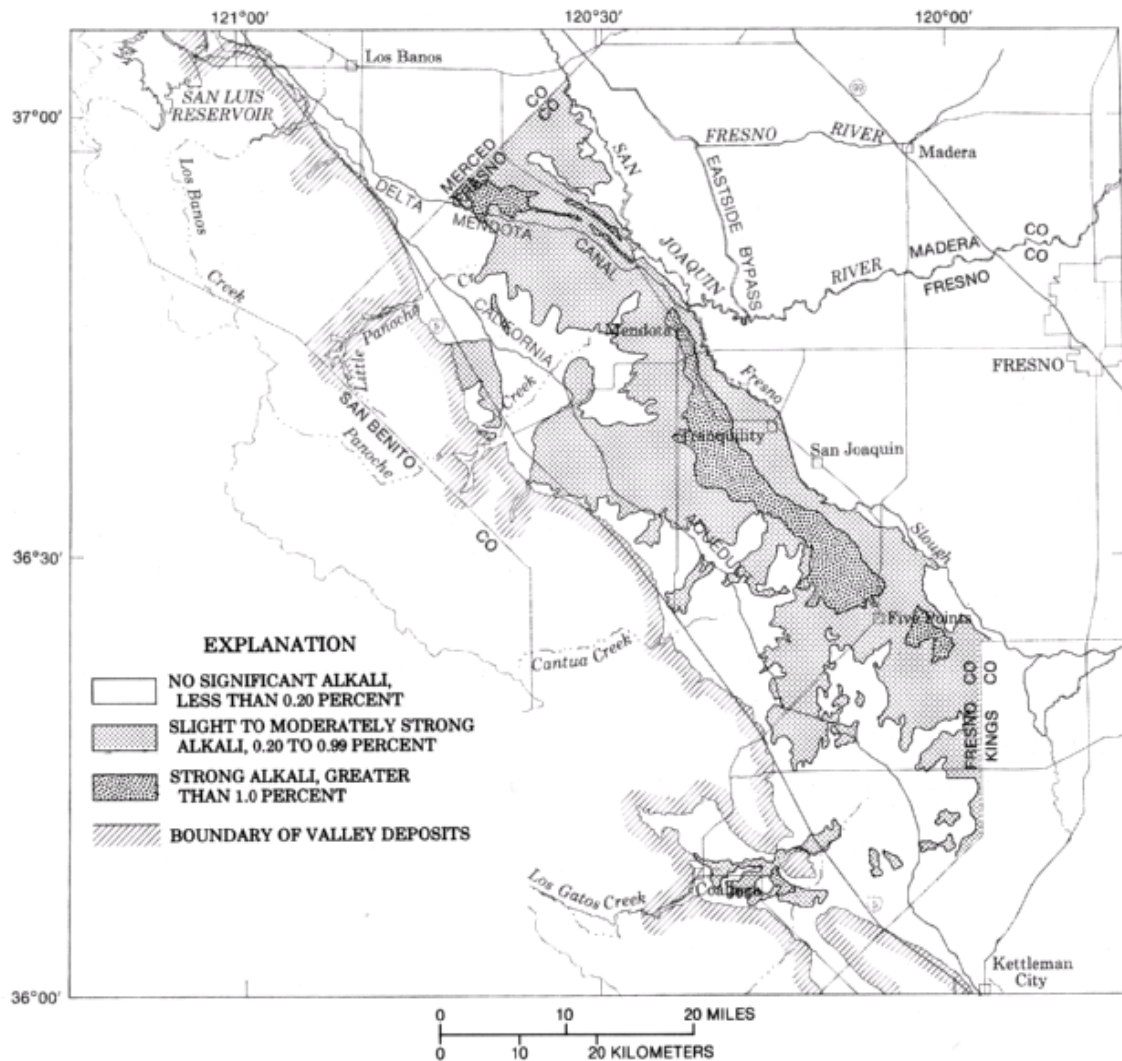 121°00′
120°30′
120°00′
37°00′
36°30′
36°00′
Los Banos
SAN LUIS
RESERVOIR
Los Banos
Creek
MERCED CO
FRESNO CO
DELTA
MENDOTA
CANAL
SAN
JOAQUIN
RIVER
FRESNO RIVER
EASTSIDE BYPASS
99
Madera
MADERA CO
FRESNO CO
FRESNO
Little Panoche
Creek
5
CALIFORNIA
AQUEDUCT
Mendota
Fresno
Slough
Creek
SAN BENITO
CO
Panoche
Tranquility
San Joaquin
Five Points
Cantua Creek
FRESNO CO
KINGS CO
Los Gatos Creek
Coalinga
5
Kettleman
City
EXPLANATION
NO SIGNIFICANT ALKALI,
LESS THAN 0.20 PERCENT
SLIGHT TO MODERATELY STRONG
ALKALI, 0.20 TO 0.99 PERCENT
STRONG ALKALI, GREATER
THAN 1.0 PERCENT
BOUNDARY OF VALLEY DEPOSITS
0 10 20 MILES
0 10 20 KILOMETERS